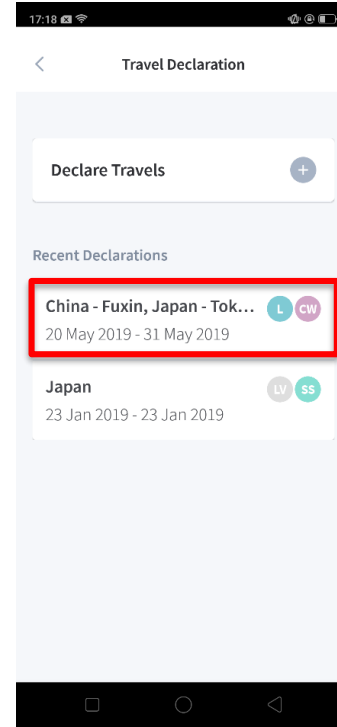 17:18
Travel Declaration
Declare Travels
Recent Declarations
China - Fuxin, Japan - Tok... L CW
20 May 2019 - 31 May 2019
Japan LV SS
23 Jan 2019 - 23 Jan 2019